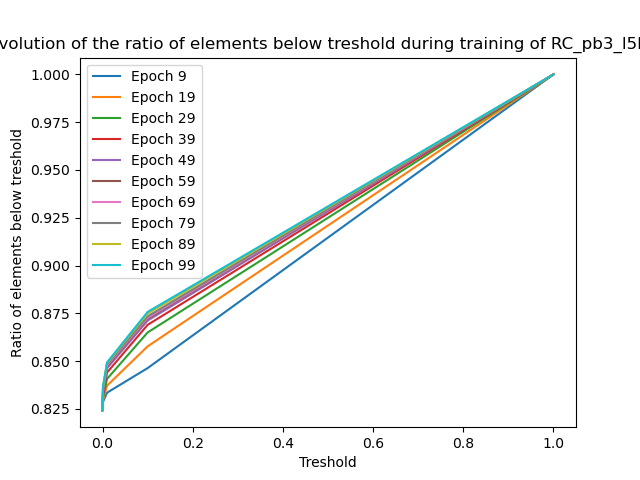 volution of the ratio of elements below treshold during training of RC_pb3_l5
Epoch 9
Epoch 19
Epoch 29
Epoch 39
Epoch 49
Epoch 59
Epoch 69
Epoch 79
Epoch 89
Epoch 99
Ratio of elements below treshold
1.000
0.975
0.950
0.925
0.900
0.875
0.850
0.825
0.0 0.2 0.4 0.6 0.8 1.0
Treshold